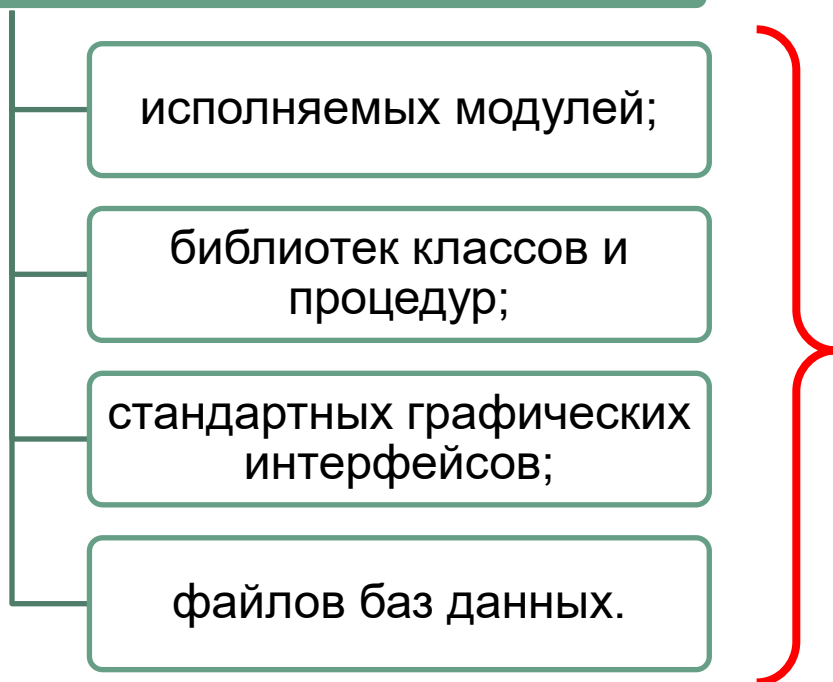 исполняемых модулей;
библиотек классов и
процедур;
стандартных графических
интерфейсов;
файлов баз данных.